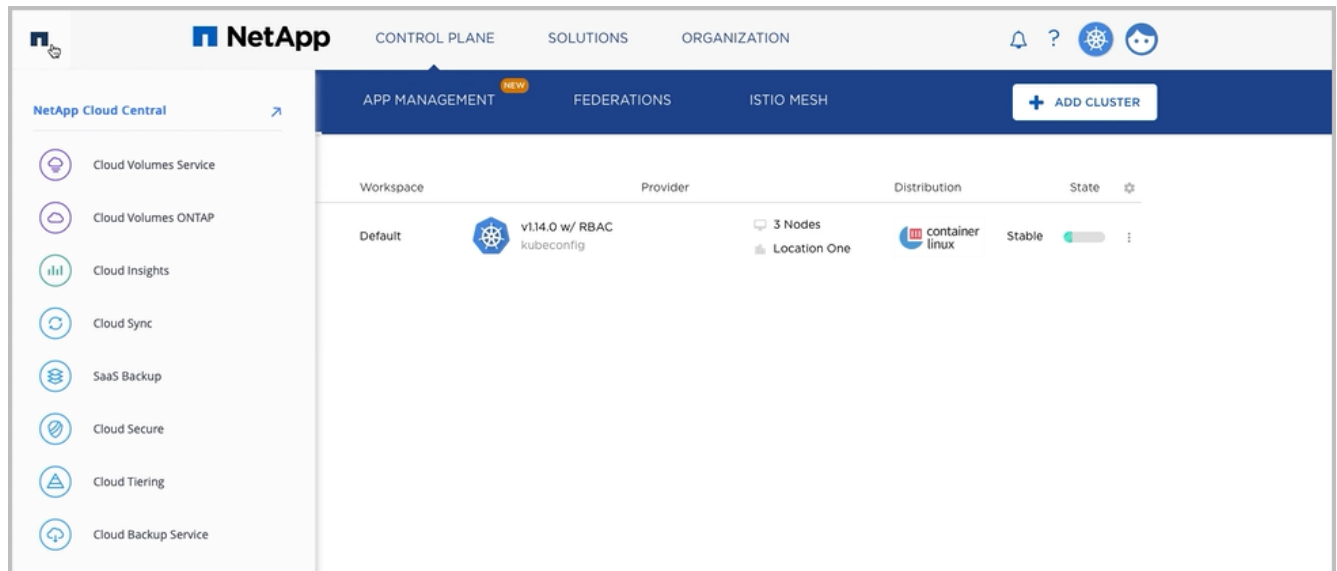 NetApp
CONTROL PLANE
SOLUTIONS
ORGANIZATION
?
NetApp Cloud Central
APP MANAGEMENT
NEW
FEDERATIONS
ISTIO MESH
+ ADD CLUSTER
Cloud Volumes Service
Cloud Volumes ONTAP
Cloud Insights
Cloud Sync
SaaS Backup
Cloud Secure
Cloud Tiering
Cloud Backup Service
Workspace
Provider
Distribution
State
Default
v1.14.0 w/ RBAC
kubeconfig
3 Nodes
Location One
container
linux
Stable